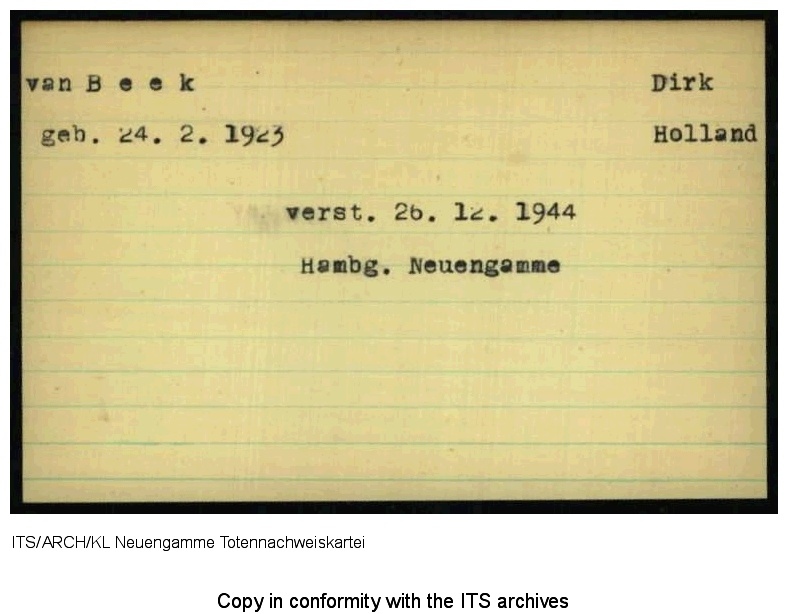 van B e e k Dirk
geb. 24. 2. 1923 Holland
verst. 26. 12. 1944
Hambg. Neuengamme
ITS/ARCH/KL Neuengamme Totennachweiskartei
Copy in conformity with the ITS archives